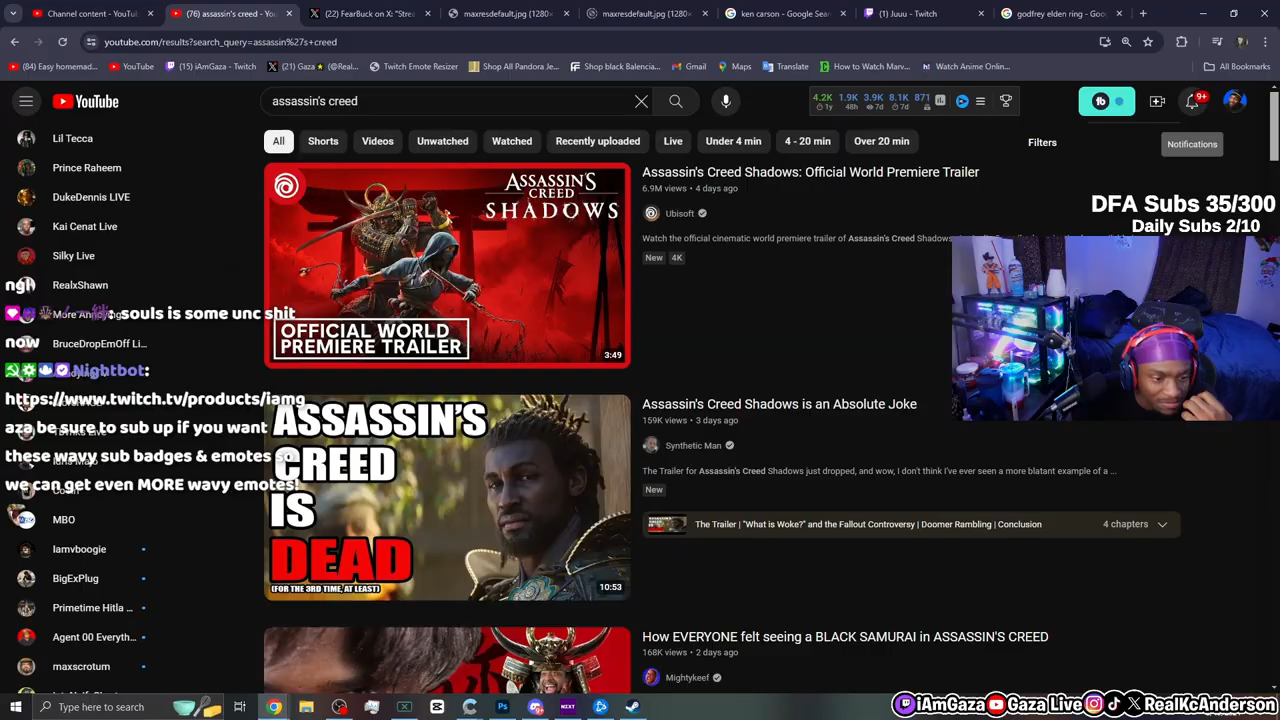 (84) YouTube
(76) assassin's creed - You
(22) FearBuck on X: "Stre
maxresdefault.jpg (1280×
maxresdefault.jpg (1280×
ken carson - Google Sea
(1) Juuu - Twitch
godfrey elden ring - Goo
youtube.com/results?search_query=assassin%27s+creed
(84) Easy homemad...
YouTube
(15) iAmGaza - Twitch
(21) Gaza ★ (@Real...
Twitch Emote Resizer
Shop All Pandora Je...
Shop black Balencia...
Gmail
Maps
Translate
How to Watch Marv...
Watch Anime Onlin...
All Bookmarks
YouTube
assassin's creed
4.2K 1.9K 3.9K 8.1K 871
1y 48h 7d 7d
9+
Lil Tecca
Prince Raheem
DukeDennis LIVE
Kai Cenat Live
Silky Live
RealxShawn
BruceDropEmOff Li...
MBO
Iamvboogie
BigExPlug
Primetime Hitla ...
Agent 00 Everyth...
maxscrotum
ngl
: souls is some unc shit
now
Nightbot:
https://www.twitch.tv/products/iamg
aza be sure to sub up if you want
these wavy sub badges & emotes so
we can get even MORE wavy emotes!
All
Shorts
Videos
Unwatched
Watched
Recently uploaded
Live
Under 4 min
4 - 20 min
Over 20 min
Filters
Notifications
ASSASSIN'S
CREED
SHADOWS
OFFICIAL WORLD
PREMIERE TRAILER
3:49
Assassin's Creed Shadows: Official World Premiere Trailer
6.9M views • 4 days ago
Ubisoft
Watch the official cinematic world premiere trailer of Assassin's Creed Shadows
New 4K
DFA Subs 35/300
Daily Subs 2/10
ASSASSIN'S
CREED
IS
DEAD
(FOR THE 3RD TIME, AT LEAST)
10:53
Assassin's Creed Shadows is an Absolute Joke
159K views • 3 days ago
Synthetic Man
The Trailer for Assassin's Creed Shadows just dropped, and wow, I don't think I've ever seen a more blatant example of a ...
New
The Trailer | "What is Woke?" and the Fallout Controversy | Doomer Rambling | Conclusion
4 chapters
How EVERYONE felt seeing a BLACK SAMURAI in ASSASSIN'S CREED
168K views • 2 days ago
Mightykeef
Type here to search
NZXT
iAmGaza
Gaza Live
RealKcAnderson